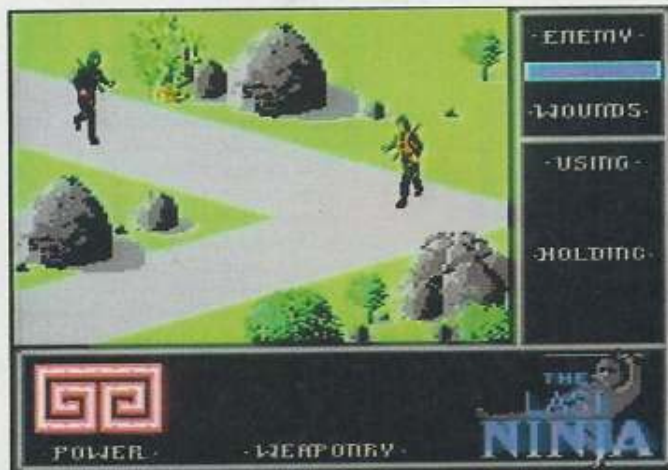 ·ENEMY·
·WOUNDS·
·USING·
·HOLDING·
POWER·
·WEAPONRY·
THE
LAST
NINJA